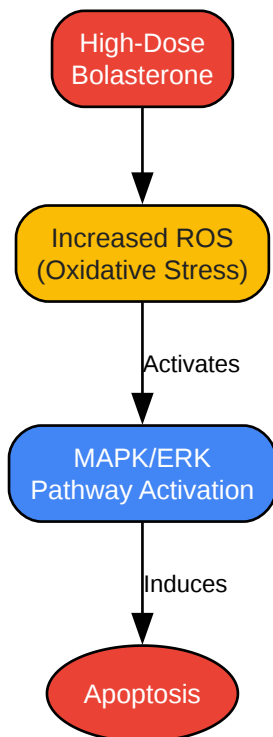 High-Dose
Bolasterone
Increased ROS
(Oxidative Stress)
Activates
MAPK/ERK
Pathway Activation
Induces
Apoptosis